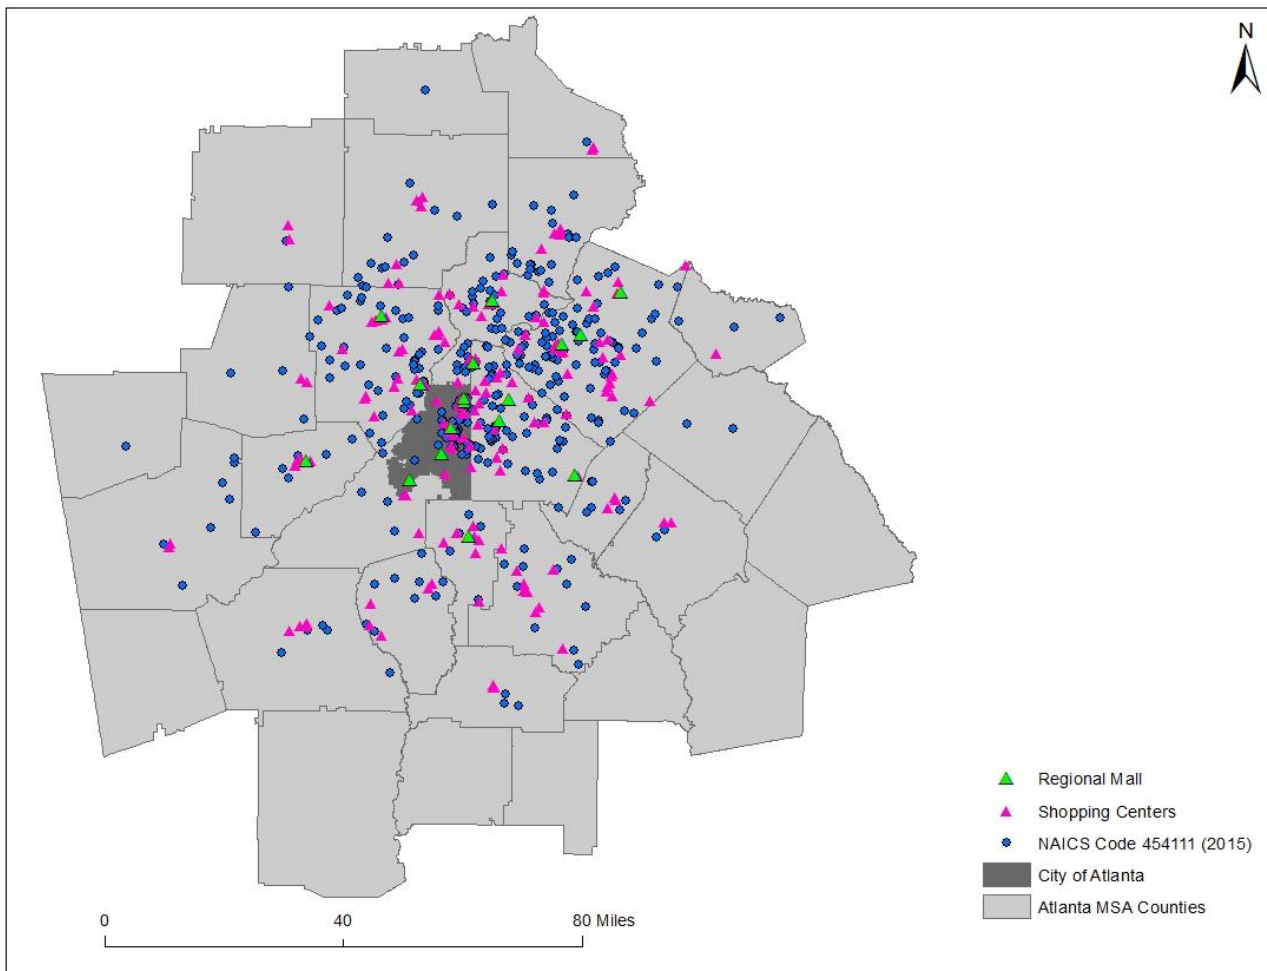 N
Regional Mall
Shopping Centers
NAICS Code 454111 (2015)
City of Atlanta
Atlanta MSA Counties
0 40 80 Miles